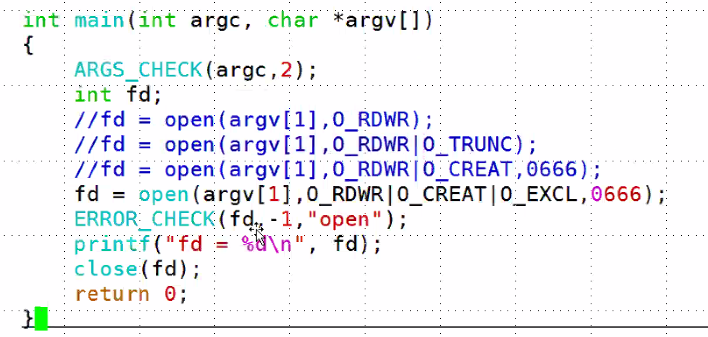 int main(int argc, char *argv[])
{
    ARGS_CHECK(argc,2);
    int fd;
    //fd = open(argv[1],O_RDWR);
    //fd = open(argv[1],O_RDWR|O_TRUNC);
    //fd = open(argv[1],O_RDWR|O_CREAT,0666);
    fd = open(argv[1],O_RDWR|O_CREAT|O_EXCL,0666);
    ERROR_CHECK(fd,-1,"open");
    printf("fd = %d\n", fd);
    close(fd);
    return 0;
}